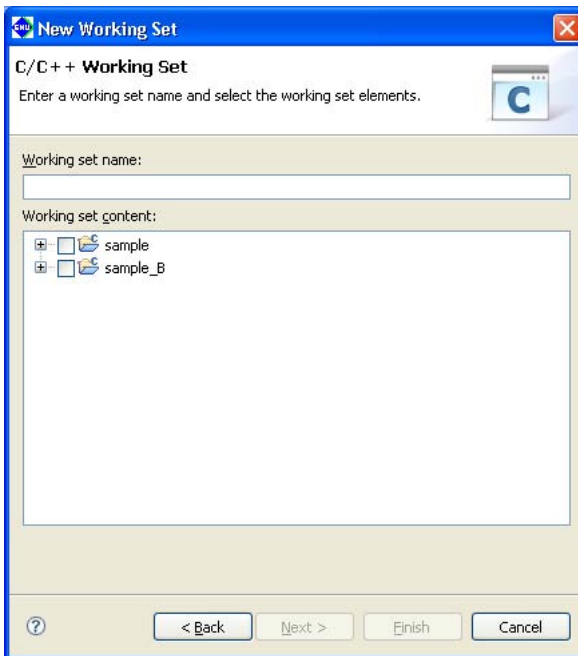 New Working Set
C/C++ Working Set
Enter a working set name and select the working set elements.
C
Working set name:
Working set content:
sample
sample_B
< Back
Next >
Finish
Cancel